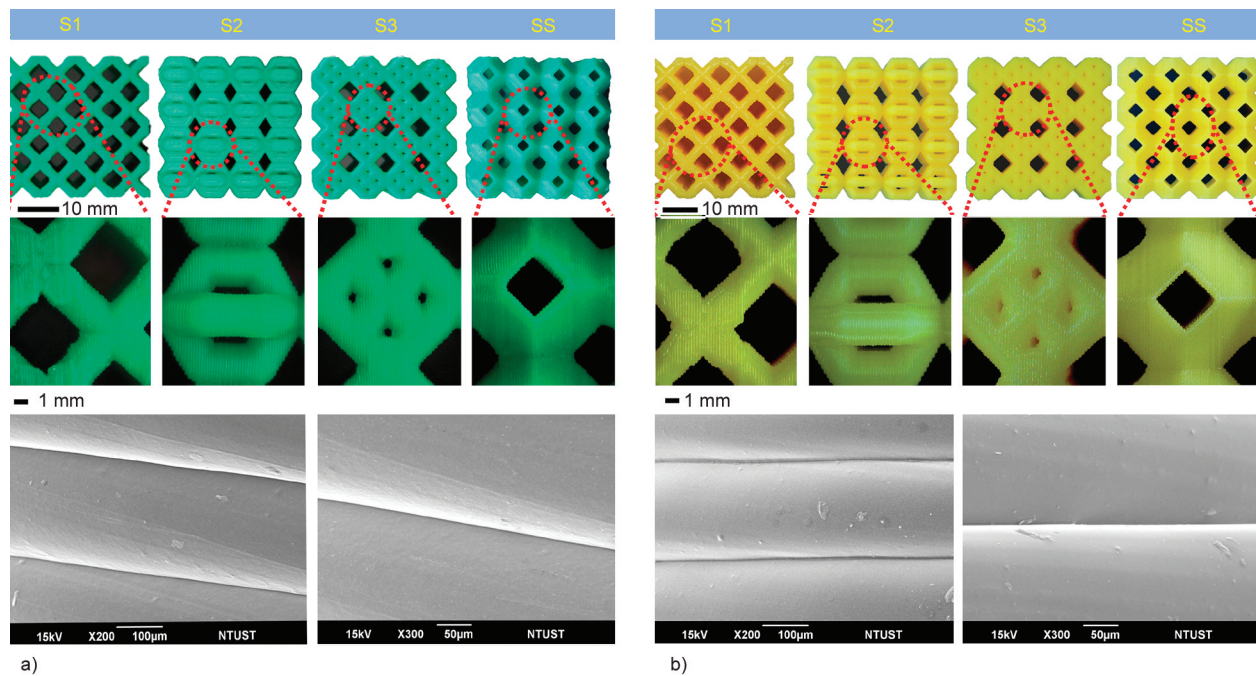 S1 S2 S3 SS
10 mm
1 mm
15kV X200 100µm NTUST
15kV X300 50µm NTUST
a)
S1 S2 S3 SS
10 mm
1 mm
15kV X200 100µm NTUST
15kV X300 50µm NTUST
b)